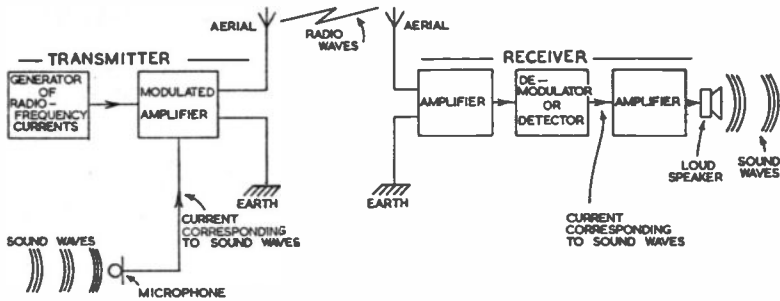 TRANSMITTER
GENERATOR
OF
RADIO-
FREQUENCY
CURRENTS
MODULATED
AMPLIFIER
AERIAL
EARTH
CURRENT
CORRESPONDING
TO SOUND WAVES
SOUND WAVES
MICROPHONE
RADIO
WAVES
AERIAL
EARTH
RECEIVER
AMPLIFIER
DE-
MODULATOR
OR
DETECTOR
AMPLIFIER
CURRENT
CORRESPONDING
TO SOUND WAVES
LOUD
SPEAKER
SOUND
WAVES